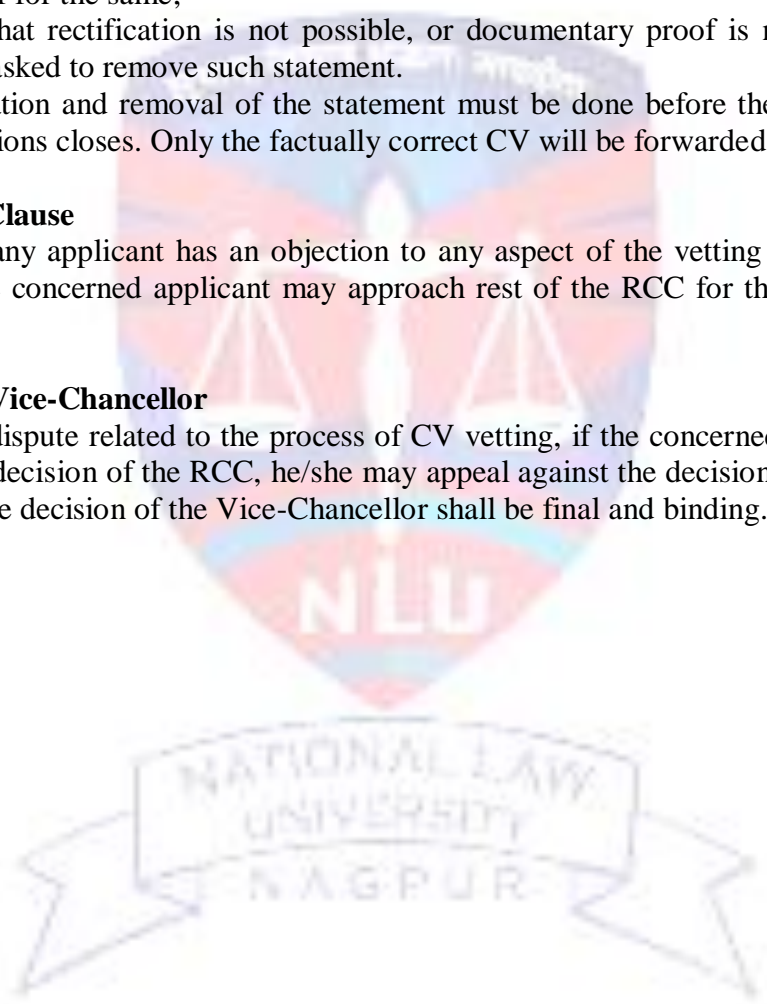 for the same;
hat rectification is not possible, or documentary proof is
asked to remove such statement.
ation and removal of the statement must be done before the
ions closes. Only the factually correct CV will be forwarded
Clause
any applicant has an objection to any aspect of the vetting
concerned applicant may approach rest of the RCC for th
Vice-Chancellor
dispute related to the process of CV vetting, if the concerned
decision of the RCC, he/she may appeal against the decision
e decision of the Vice-Chancellor shall be final and binding.
NLU
NATIONAL LAW
UNIVERSITY
NAGPUR